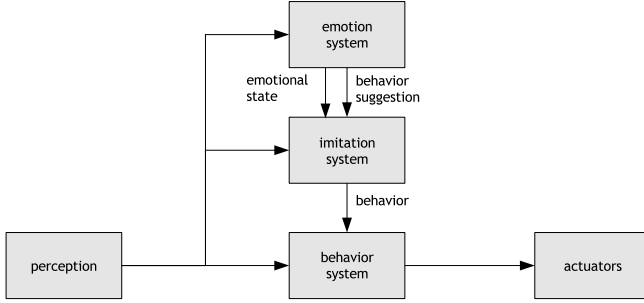 emotion
system
emotional
state
behavior
suggestion
imitation
system
behavior
perception
behavior
system
actuators